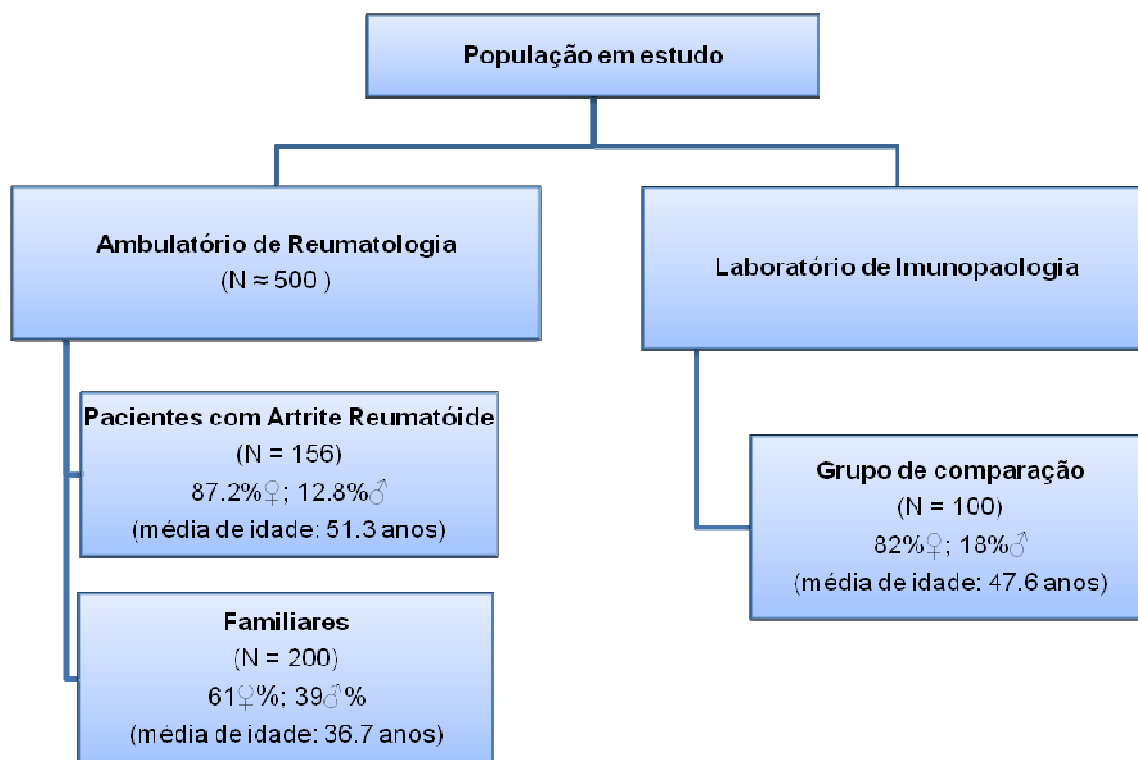 População em estudo
Ambulatório de Reumatologia
(N ≈ 500 )
Laboratório de Imunopaologia
Pacientes com Artrite Reumatóide
(N = 156)
87.2%♀; 12.8%♂
(média de idade: 51.3 anos)
Grupo de comparação
(N = 100)
82%♀; 18%♂
(média de idade: 47.6 anos)
Familiares
(N = 200)
61♀%; 39♂%
(média de idade: 36.7 anos)